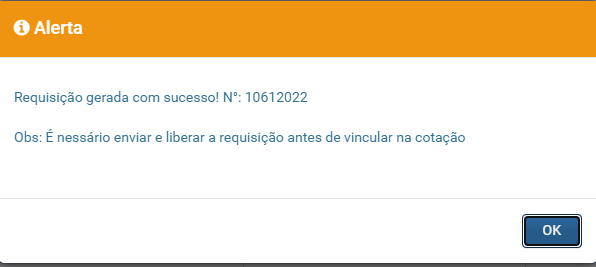 Alerta
Requisição gerada com sucesso! N°: 10612022
Obs: É nessário enviar e liberar a requisição antes de vincular na cotação
OK